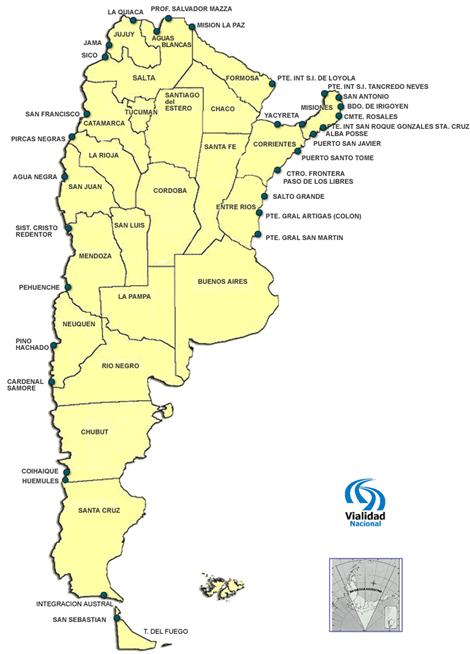 PROF. SALVADOR MAZZA
LA QUIACA
MISION LA PAZ
JUJUY
AGUAS
BLANCAS
JAMA
SICO
SALTA
FORMOSA
PTE. INT S.I. DE LOYOLA
PTE. INT S.I. TANCREDO NEVES
SAN ANTONIO
BDO. DE IRIGOYEN
MISIONES
CMTE. ROSALES
SANTIAGO
del
ESTERO
CHACO
SAN FRANCISCO
TUCUMAN
CATAMARCA
YACYRETA
PTE. INT SAN ROQUE GONZALES STA. CRUZ
ALBA POSSE
PIRCAS NEGRAS
PUERTO SAN JAVIER
CORRIENTES
SANTA FE
LA RIOJA
PUERTO SANTO TOME
AGUA NEGRA
SAN JUAN
CORDOBA
CTRO. FRONTERA
PASO DE LOS LIBRES
SALTO GRANDE
ENTRE RIOS
PTE. GRAL ARTIGAS (COLON)
SIST. CRISTO
REDENTOR
SAN LUIS
PTE. GRAL SAN MARTIN
MENDOZA
BUENOS AIRES
PEHUENCHE
LA PAMPA
NEUQUEN
PINO
HACHADO
RIO NEGRO
CARDENAL
SAMORE
CHUBUT
COIHAIQUE
HUEMULES
SANTA CRUZ
Vialidad
Nacional
INTEGRACION AUSTRAL
SAN SEBASTIAN
T. DEL FUEGO